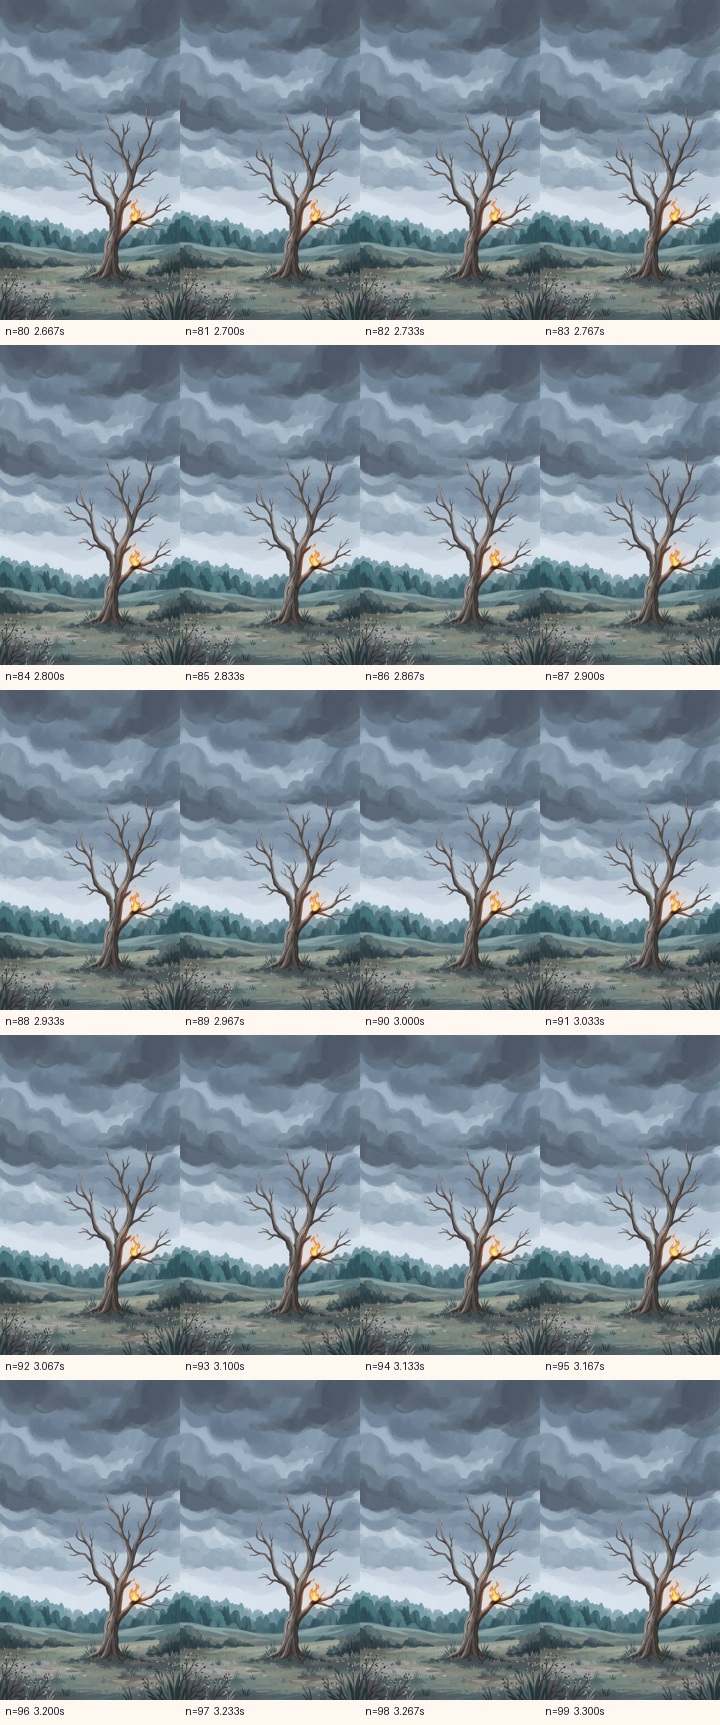 n=80 2.667s
n=81 2.700s
n=82 2.733s
n=83 2.767s
n=84 2.800s
n=85 2.833s
n=86 2.867s
n=87 2.900s
n=88 2.933s
n=89 2.967s
n=90 3.000s
n=91 3.033s
n=92 3.067s
n=93 3.100s
n=94 3.133s
n=95 3.167s
n=96 3.200s
n=97 3.233s
n=98 3.267s
n=99 3.300s